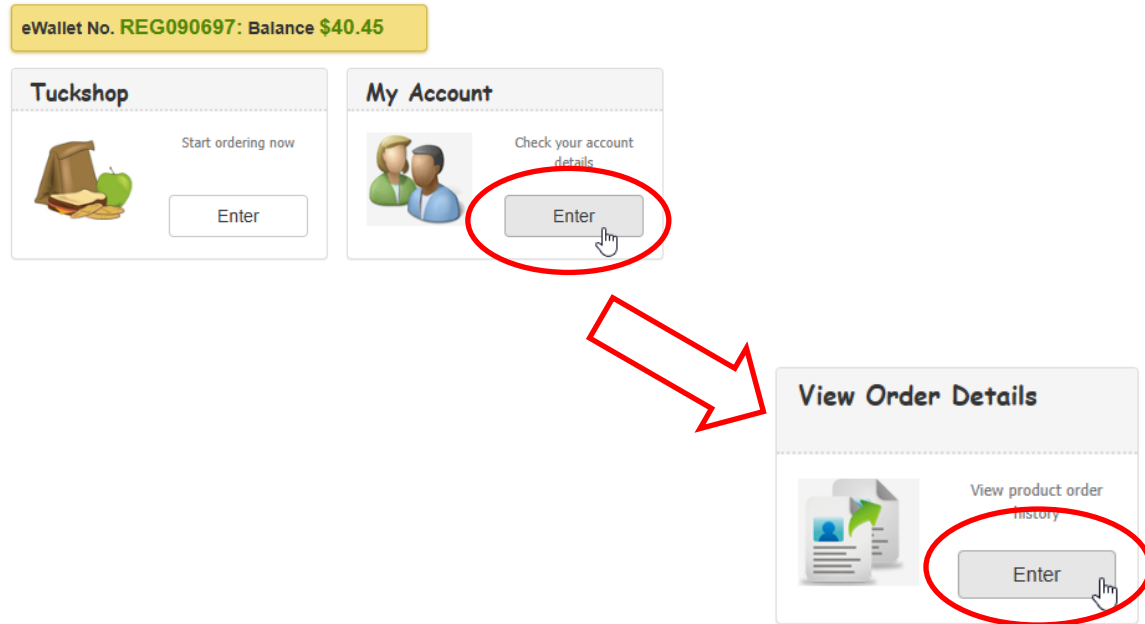 eWallet No. REG090697: Balance $40.45
Tuckshop
Start ordering now
Enter
My Account
Check your account
details
Enter
View Order Details
View product order
history
Enter